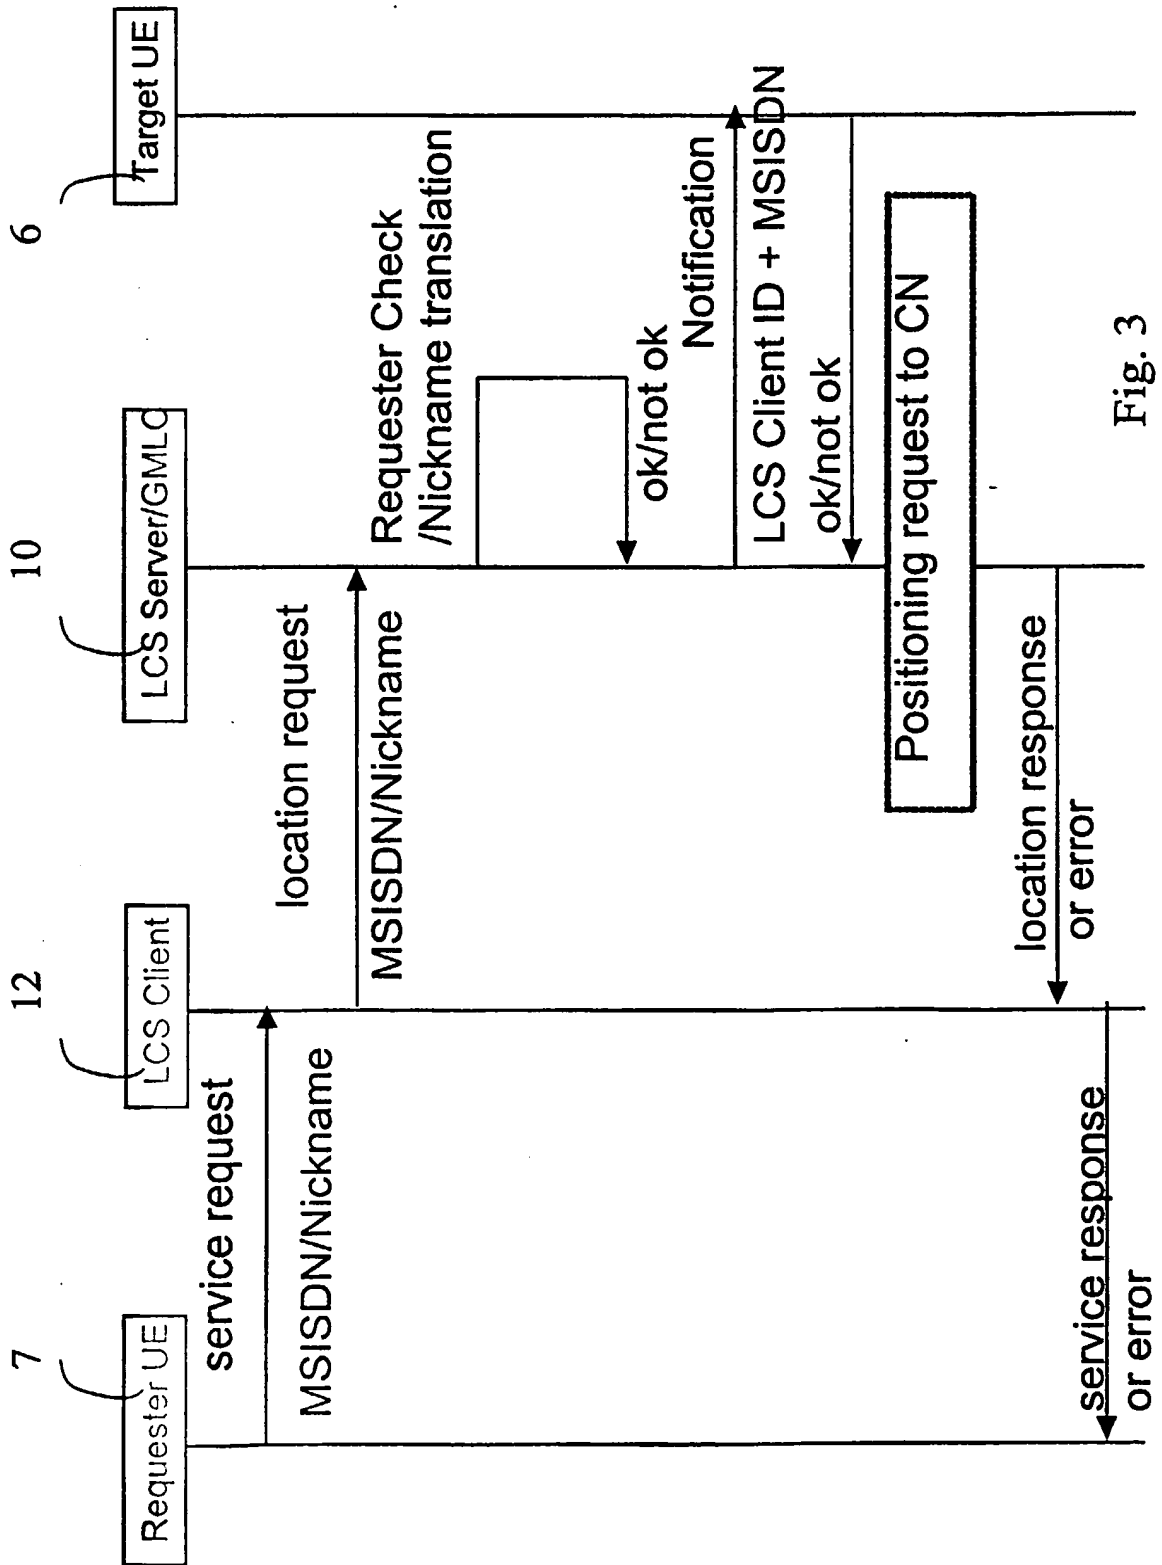 7
12
10
6
Requester UE
LCS Client
LCS Server/GMLC
Target UE
service request
MSISDN/Nickname
location request
MSISDN/Nickname
Requester Check
/Nickname translation
ok/not ok
Notification
LCS Client ID + MSISDN
ok/not ok
Positioning request to CN
location response
or error
service response
or error
Fig. 3